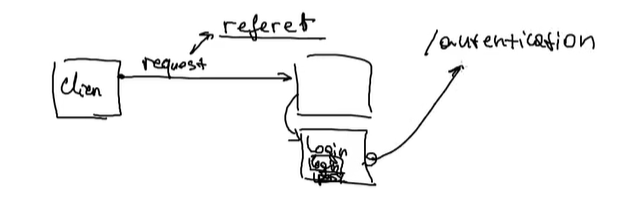 referet
/autentication
request
Clien
Login